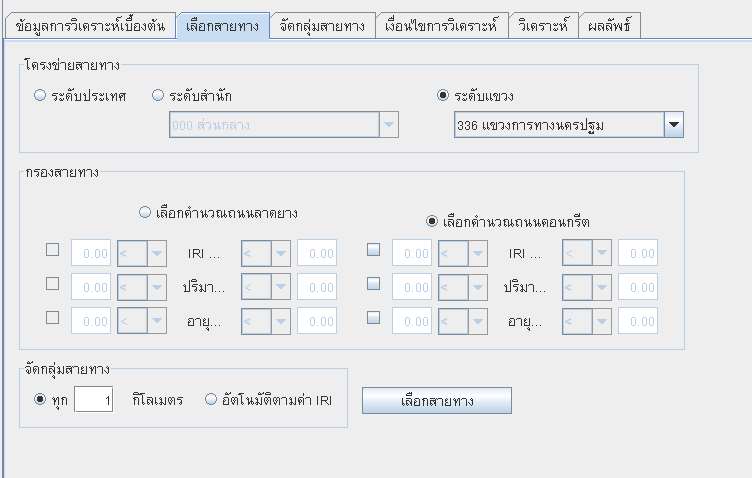 ข้อมูลการวิเคราะห์เบื้องต้น เลือกสายทาง จัดกลุ่มสายทาง เงื่อนไขการวิเคราะห์ วิเคราะห์ ผลลัพธ์
โครงข่ายสายทาง
ระดับประเทศ ระดับสำนัก ระดับแขวง
000 ส่วนกลาง 336 แขวงการทางนครปฐม
กรองสายทาง
เลือกคำนวณถนนลาดยาง เลือกคำนวณถนนคอนกรีต
0.00 < IRI ... < 0.00 0.00 < IRI ... < 0.00
0.00 < ปริมา... < 0.00 0.00 < ปริมา... < 0.00
0.00 < อายุ... < 0.00 0.00 < อายุ... < 0.00
จัดกลุ่มสายทาง
ทุก 1 กิโลเมตร อัตโนมัติตามค่า IRI เลือกสายทาง